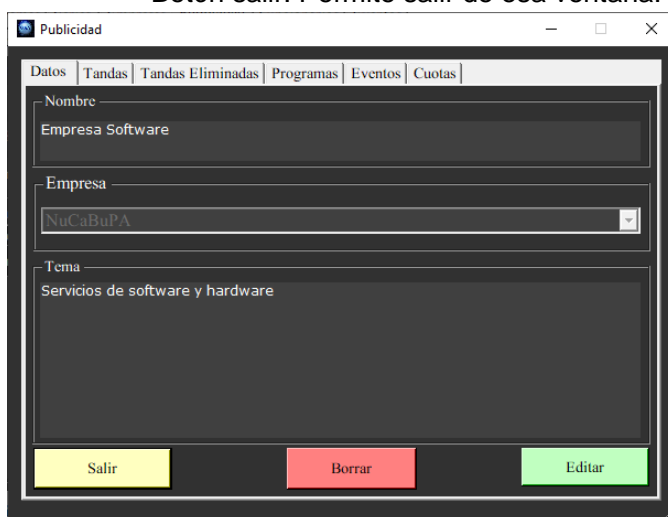 Botón salir: Permite salir de esa ventana.
Publicidad
Datos Tandas Tandas Eliminadas Programas Eventos Cuotas
Nombre
Empresa Software
Empresa
NuCaBuPA
Tema
Servicios de software y hardware
Salir Borrar Editar